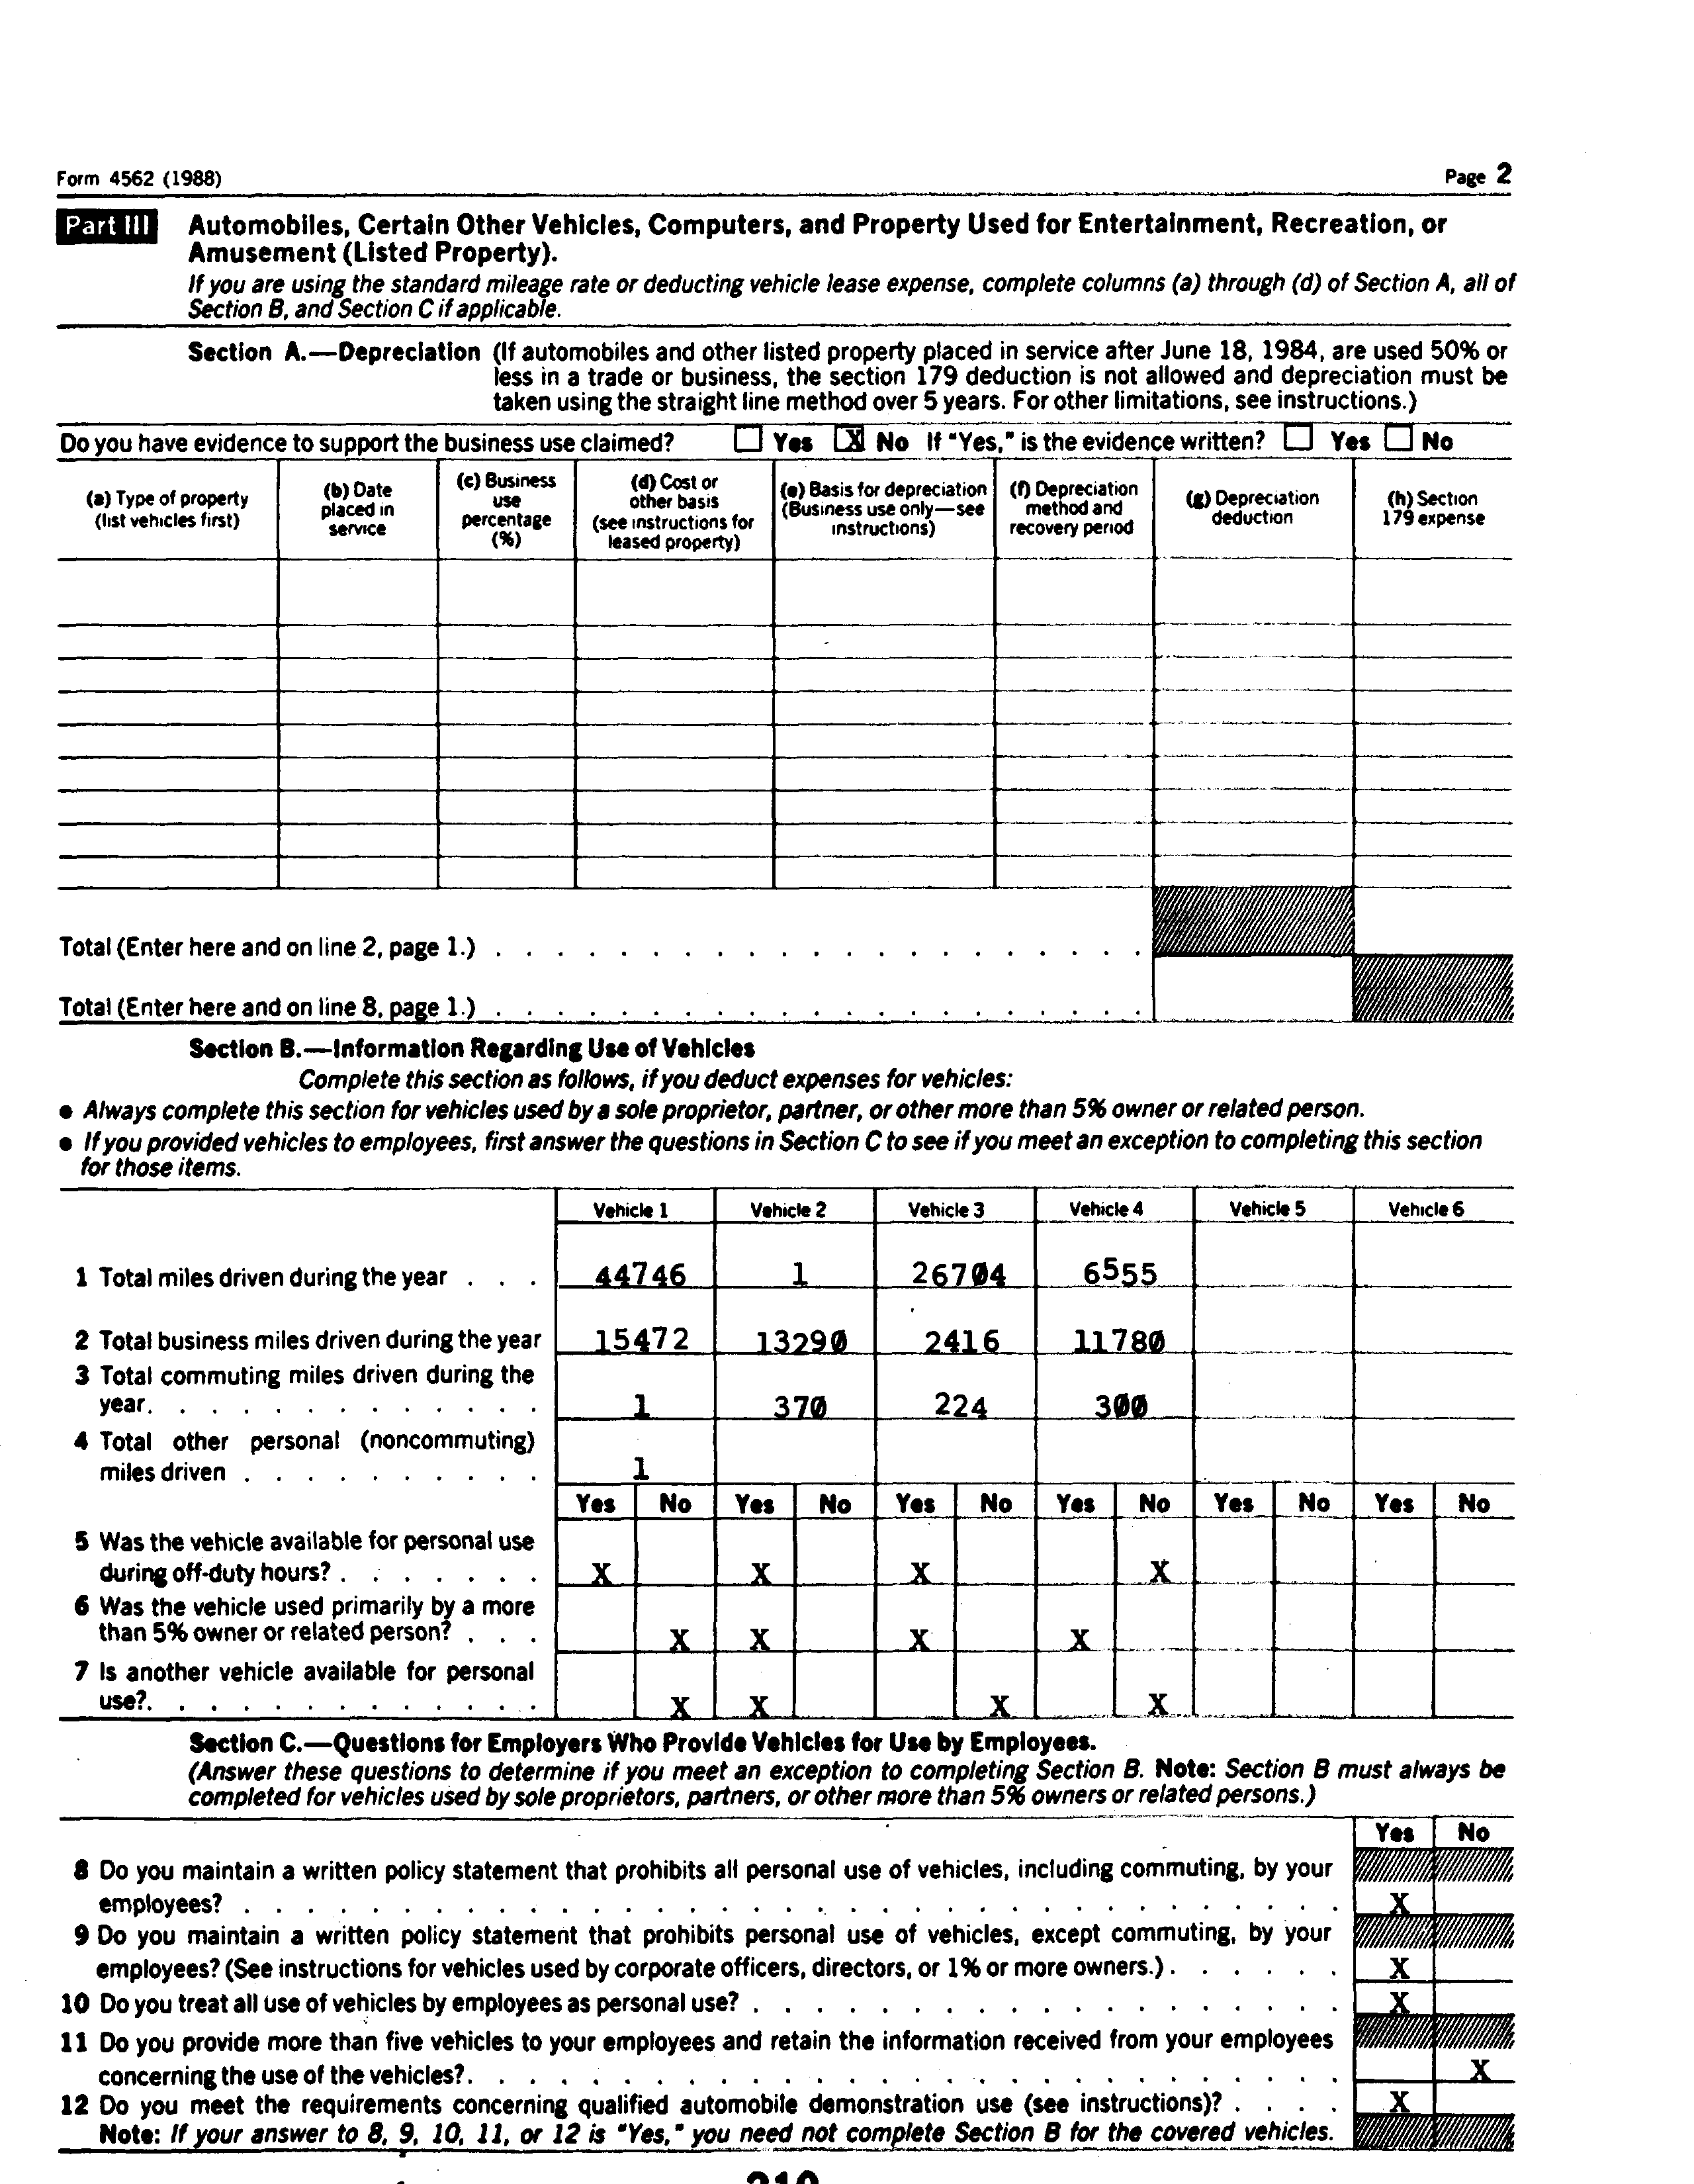 Form 4562 (1988) Page 2
Part III Automobiles, Certain Other Vehicles, Computers, and Property Used for Entertainment, Recreation, or
Amusement (Listed Property).
If you are using the standard mileage rate or deducting vehicle lease expense, complete columns (a) through (d) of Section A, all of
Section B, and Section C if applicable.
Section A.—Depreciation (If automobiles and other listed property placed in service after June 18, 1984, are used 50% or
less in a trade or business, the section 179 deduction is not allowed and depreciation must be
taken using the straight line method over 5 years. For other limitations, see instructions.)
Do you have evidence to support the business use claimed? Yes X No If "Yes," is the evidence written? Yes No
(a) Type of property
(list vehicles first)
(b) Date
placed in
service
(c) Business
use
percentage
(%)
(d) Cost or
other basis
(see instructions for
leased property)
(e) Basis for depreciation
(Business use only—see
instructions)
(f) Depreciation
method and
recovery period
(g) Depreciation
deduction
(h) Section
179 expense
Total (Enter here and on line 2, page 1.) . . . . . . . . . . . . . . . . . . . . .
Total (Enter here and on line 8, page 1.) . . . . . . . . . . . . . . . . . . . . .
Section B.—Information Regarding Use of Vehicles
Complete this section as follows, if you deduct expenses for vehicles:
● Always complete this section for vehicles used by a sole proprietor, partner, or other more than 5% owner or related person.
● If you provided vehicles to employees, first answer the questions in Section C to see if you meet an exception to completing this section
for those items.
Vehicle 1 Vehicle 2 Vehicle 3 Vehicle 4 Vehicle 5 Vehicle 6
1 Total miles driven during the year . . . 44746 1 26704 6555
2 Total business miles driven during the year 15472 13290 2416 11780
3 Total commuting miles driven during the
year. . . . . . . . . . . . . 1 370 224 300
4 Total other personal (noncommuting)
miles driven . . . . . . . . . . 1
Yes No Yes No Yes No Yes No Yes No Yes No
5 Was the vehicle available for personal use
during off-duty hours? . . . . . . . X X X X
6 Was the vehicle used primarily by a more
than 5% owner or related person? . . . X X X X
7 Is another vehicle available for personal
use?. . . . . . . . . . . . . X X X X
Section C.—Questions for Employers Who Provide Vehicles for Use by Employees.
(Answer these questions to determine if you meet an exception to completing Section B. Note: Section B must always be
completed for vehicles used by sole proprietors, partners, or other more than 5% owners or related persons.)
Yes No
8 Do you maintain a written policy statement that prohibits all personal use of vehicles, including commuting, by your
employees? . . . . . . . . . . . . . . . . . . . . . . . . . . . . . . . . . . . X
9 Do you maintain a written policy statement that prohibits personal use of vehicles, except commuting, by your
employees? (See instructions for vehicles used by corporate officers, directors, or 1% or more owners.) . . . . . . X
10 Do you treat all use of vehicles by employees as personal use? . . . . . . . . . . . . . . . . . . . X
11 Do you provide more than five vehicles to your employees and retain the information received from your employees
concerning the use of the vehicles?. . . . . . . . . . . . . . . . . . . . . . . . . . . . X
12 Do you meet the requirements concerning qualified automobile demonstration use (see instructions)? . . . . X
Note: If your answer to 8, 9, 10, 11, or 12 is "Yes," you need not complete Section B for the covered vehicles.